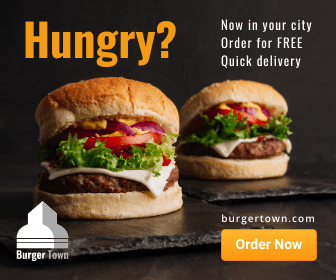 Hungry?
Now in your city
Order for FREE
Quick delivery
Burger Town
burgertown.com
Order Now